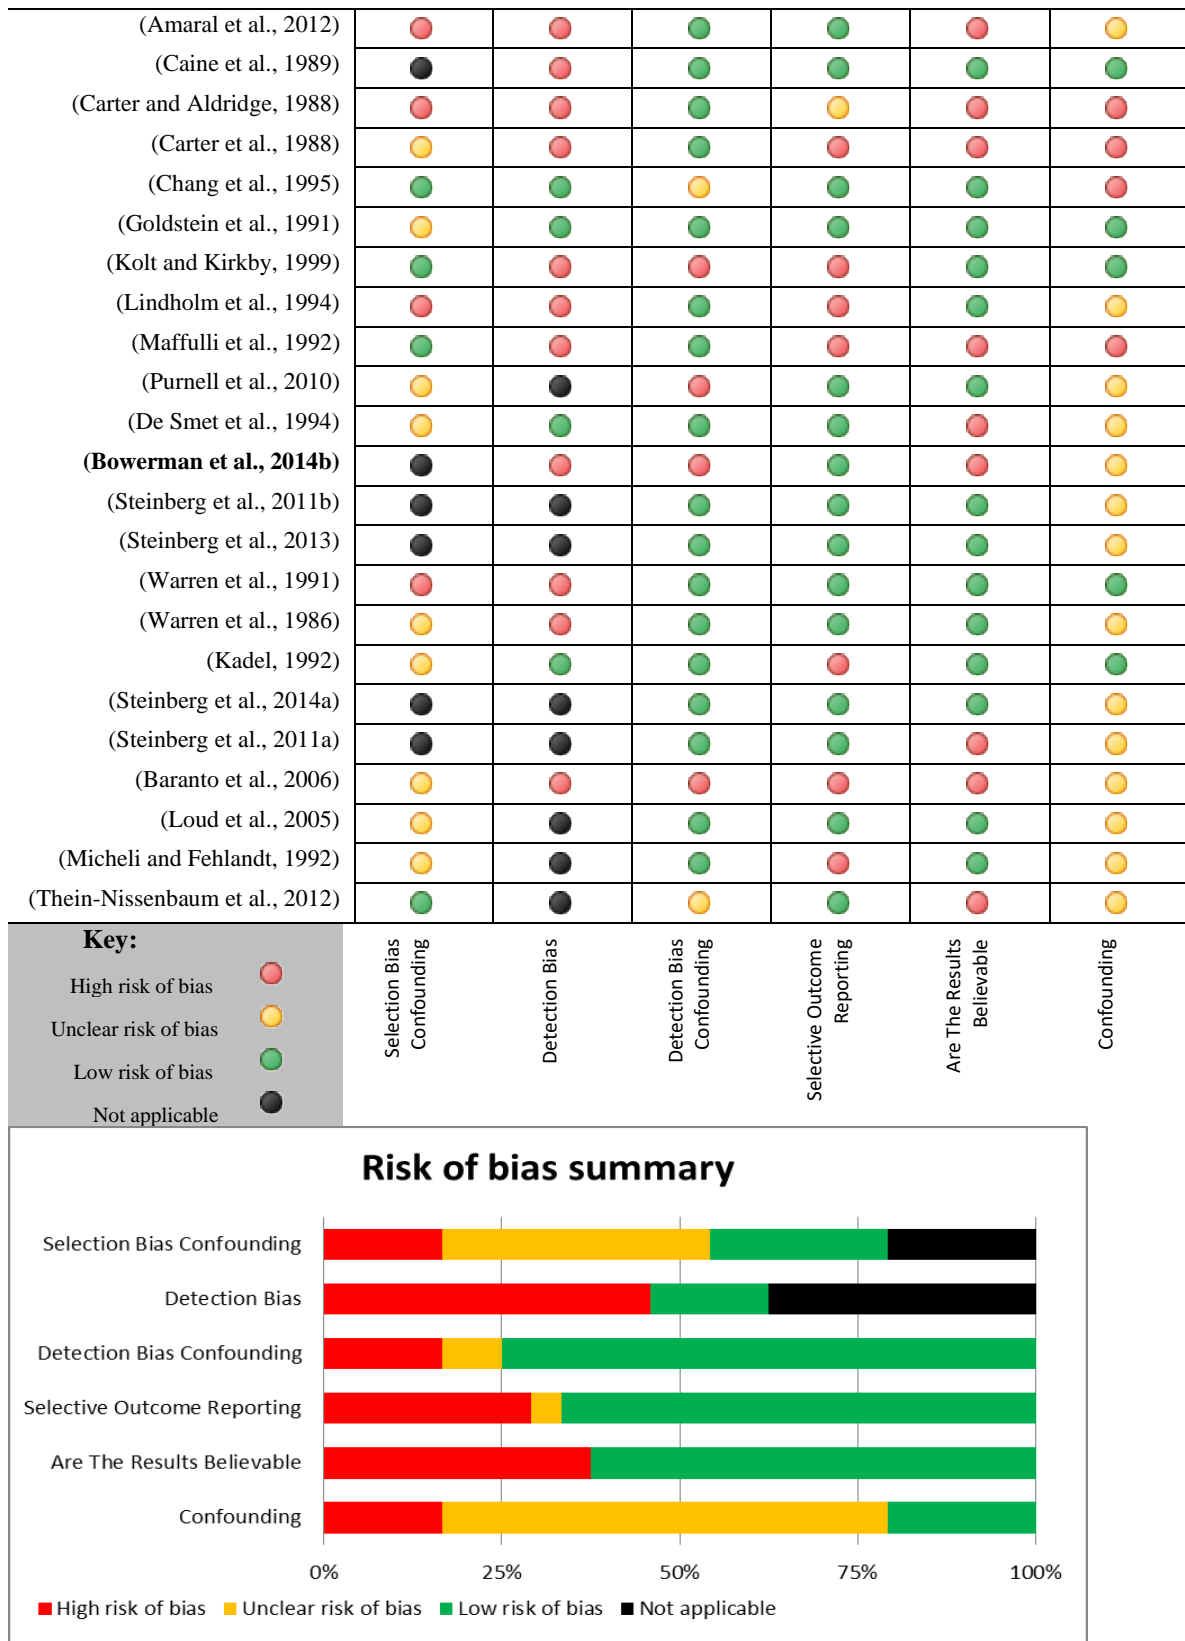 (Amaral et al., 2012)
(Caine et al., 1989)
(Carter and Aldridge, 1988)
(Carter et al., 1988)
(Chang et al., 1995)
(Goldstein et al., 1991)
(Kolt and Kirkby, 1999)
(Lindholm et al., 1994)
(Maffulli et al., 1992)
(Purnell et al., 2010)
(De Smet et al., 1994)
(Bowerman et al., 2014b)
(Steinberg et al., 2011b)
(Steinberg et al., 2013)
(Warren et al., 1991)
(Warren et al., 1986)
(Kadel, 1992)
(Steinberg et al., 2014a)
(Steinberg et al., 2011a)
(Baranto et al., 2006)
(Loud et al., 2005)
(Micheli and Fehlandt, 1992)
(Thein-Nissenbaum et al., 2012)
Key:
High risk of bias
Unclear risk of bias
Low risk of bias
Not applicable
Selection Bias
Confounding
Detection Bias
Detection Bias
Confounding
Selective Outcome
Reporting
Are The Results
Believable
Confounding
Risk of bias summary
Selection Bias Confounding
Detection Bias
Detection Bias Confounding
Selective Outcome Reporting
Are The Results Believable
Confounding
0% 25% 50% 75% 100%
High risk of bias Unclear risk of bias Low risk of bias Not applicable